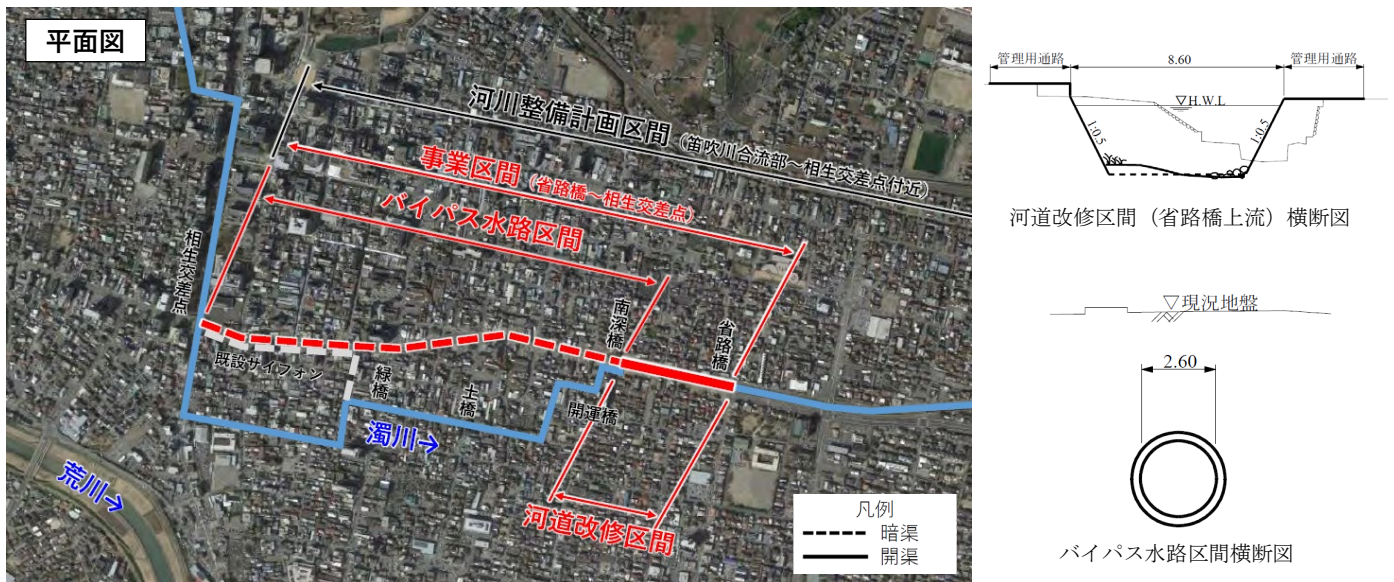 平面図
河川整備計画区間（笛吹川合流部～相生交差点付近）
事業区間（省路橋～相生交差点）
バイパス水路区間
相生交差点
既設サイフォン
緑橋
土橋
開運橋
南深橋
省路橋
濁川→
荒川→
河道改修区間
凡例
暗渠
開渠
管理用通路
8.60
管理用通路
▽H.W.L
1:0.5
1:0.5
河道改修区間（省路橋上流）横断図
▽現況地盤
2.60
バイパス水路区間横断図